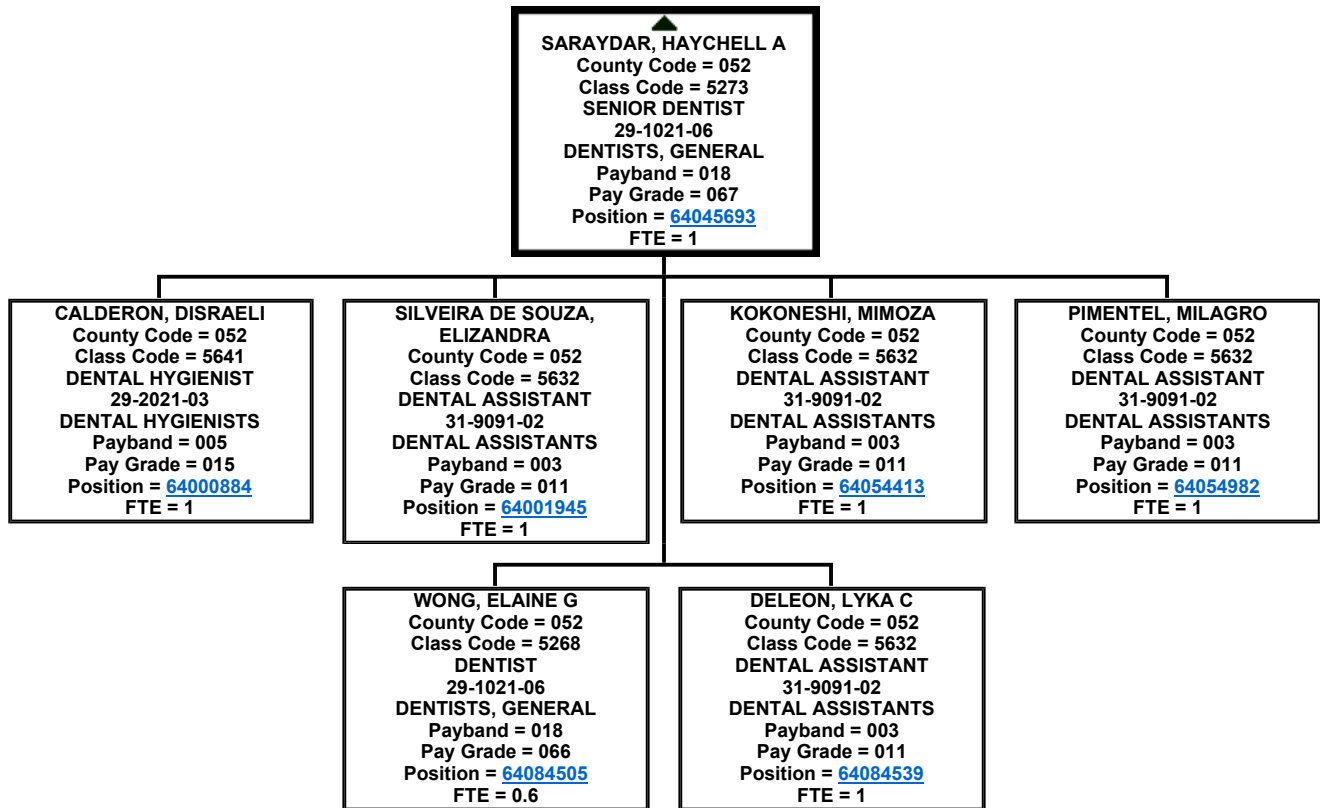 SARAYDAR, HAYCHELL A
County Code = 052
Class Code = 5273
SENIOR DENTIST
29-1021-06
DENTISTS, GENERAL
Payband = 018
Pay Grade = 067
Position = 64045693
FTE = 1
CALDERON, DISRAELI
County Code = 052
Class Code = 5641
DENTAL HYGIENIST
29-2021-03
DENTAL HYGIENISTS
Payband = 005
Pay Grade = 015
Position = 64000884
FTE = 1
SILVEIRA DE SOUZA,
ELIZANDRA
County Code = 052
Class Code = 5632
DENTAL ASSISTANT
31-9091-02
DENTAL ASSISTANTS
Payband = 003
Pay Grade = 011
Position = 64001945
FTE = 1
KOKONESHI, MIMOZA
County Code = 052
Class Code = 5632
DENTAL ASSISTANT
31-9091-02
DENTAL ASSISTANTS
Payband = 003
Pay Grade = 011
Position = 64054413
FTE = 1
PIMENTEL, MILAGRO
County Code = 052
Class Code = 5632
DENTAL ASSISTANT
31-9091-02
DENTAL ASSISTANTS
Payband = 003
Pay Grade = 011
Position = 64054982
FTE = 1
WONG, ELAINE G
County Code = 052
Class Code = 5268
DENTIST
29-1021-06
DENTISTS, GENERAL
Payband = 018
Pay Grade = 066
Position = 64084505
FTE = 0.6
DELEON, LYKA C
County Code = 052
Class Code = 5632
DENTAL ASSISTANT
31-9091-02
DENTAL ASSISTANTS
Payband = 003
Pay Grade = 011
Position = 64084539
FTE = 1